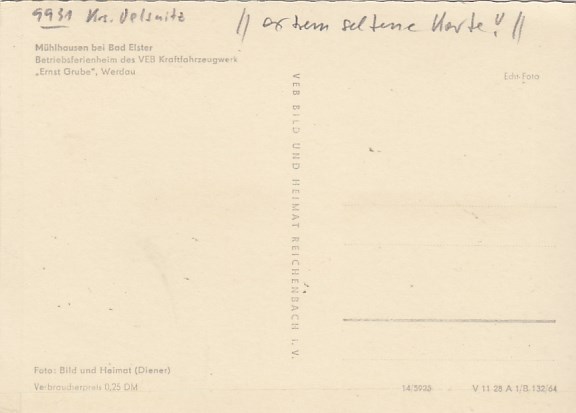 9931 Krs. Oelsnitz // extrem seltene Karte! //
Mühlhausen bei Bad Elster
Betriebsferienheim des VEB Kraftfahrzeugwerk
„Ernst Grube", Werdau
Echt Foto
VEB BILD UND HEIMAT REICHENBACH I. V.
Foto: Bild und Heimat (Diener)
Verbraucherpreis 0,25 DM
V 11 28 A 1/B. 132/64